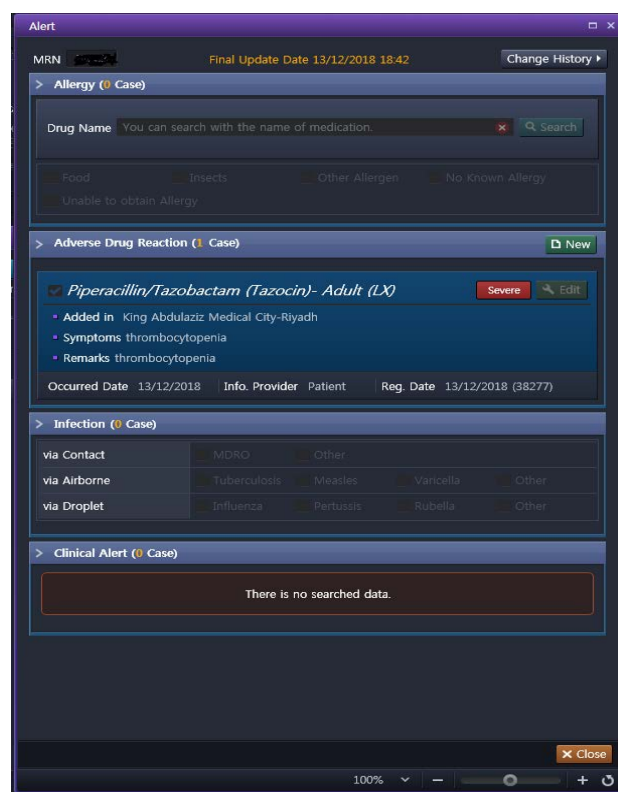 Alert
MRN Final Update Date 13/12/2018 18:42 Change History
> Allergy (0 Case)
Drug Name You can search with the name of medication. Search
Food Insects Other Allergen No Known Allergy
Unable to obtain Allergy
> Adverse Drug Reaction (1 Case) New
Piperacillin/Tazobactam (Tazocin)- Adult (LX) Severe Edit
Added in King Abdulaziz Medical City-Riyadh
Symptoms thrombocytopenia
Remarks thrombocytopenia
Occurred Date 13/12/2018 Info. Provider Patient Reg. Date 13/12/2018 (38277)
> Infection (0 Case)
via Contact MDRO Other
via Airborne Tuberculosis Measles Varicella Other
via Droplet Influenza Pertussis Rubella Other
> Clinical Alert (0 Case)
There is no searched data.
Close
100%